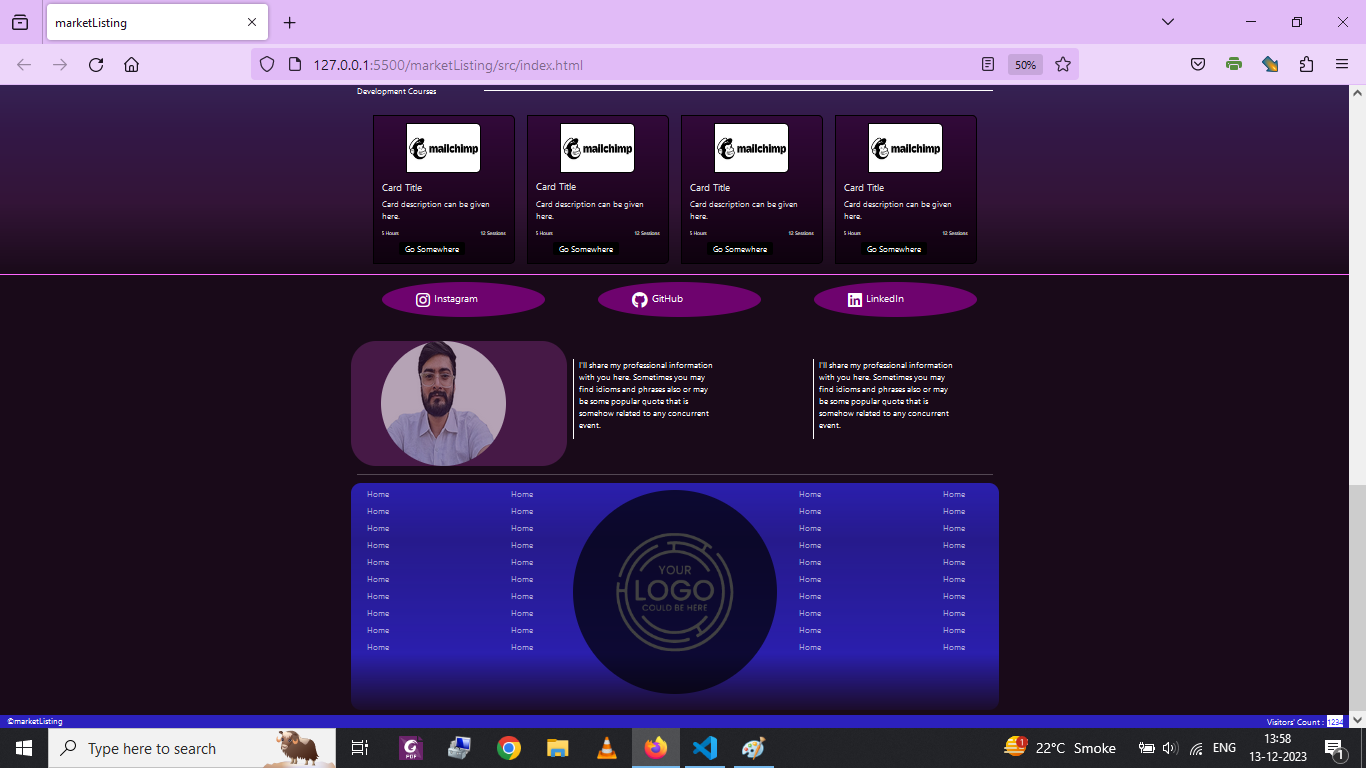 marketListing
127.0.0.1:5500/marketListing/src/index.html
50%
Development Courses
mailchimp mailchimp mailchimp mailchimp
Card Title Card Title Card Title Card Title
Card description can be given Card description can be given Card description can be given Card description can be given
here. here. here. here.
5 Hours 12 Sessions 5 Hours 12 Sessions 5 Hours 12 Sessions 5 Hours 12 Sessions
Go Somewhere Go Somewhere Go Somewhere Go Somewhere
Instagram GitHub LinkedIn
I'll share my professional information
with you here. Sometimes you may
find idioms and phrases also or may
be some popular quote that is
somehow related to any concurrent
event.
I'll share my professional information
with you here. Sometimes you may
find idioms and phrases also or may
be some popular quote that is
somehow related to any concurrent
event.
Home Home Home Home
Home Home Home Home
Home Home Home Home
Home Home Home Home
Home Home Home Home
Home Home Home Home
Home Home Home Home
Home Home Home Home
Home Home Home Home
Home Home Home Home
YOUR
LOGO
COULD BE HERE
©marketListing Visitors' Count : 1234
Type here to search
PDF
1
22°C Smoke
ENG
13:58
13-12-2023
1